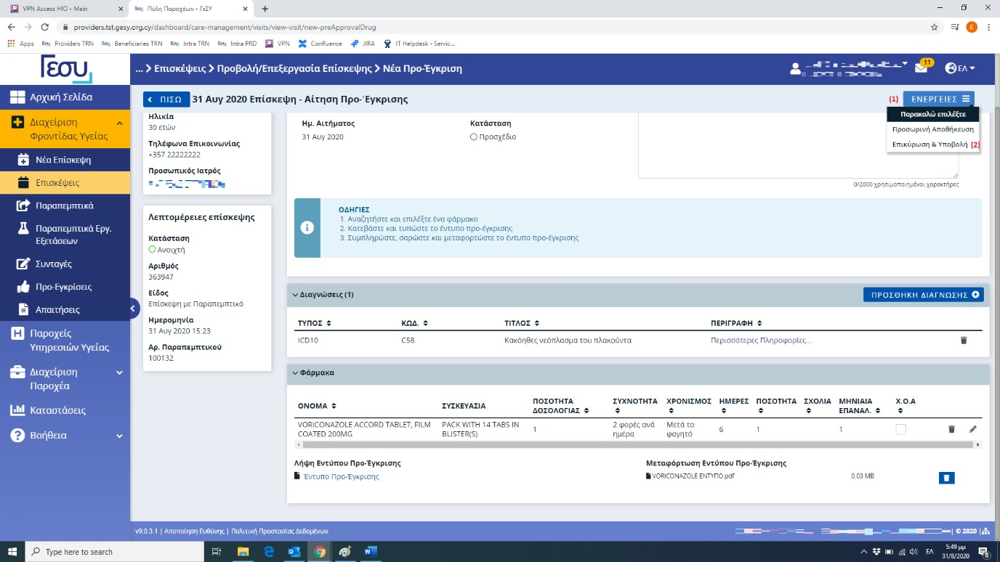 VPN Access HIO - Main
Πύλη Παροχέων - ΓεΣΥ
providers.tst.gesy.org.cy/dashboard/care-management/visits/view-visit/new-preApprovalDrug
E
Apps Providers TRN Beneficiaries TRN Intra TRN Intra PRD VPN Confluence JIRA IT Helpdesk - Servic...
Γεσυ
... Επισκέψεις Προβολή/Επεξεργασία Επίσκεψης Νέα Προ-Έγκριση
11
ΕΛ
Αρχική Σελίδα
Διαχείριση
Φροντίδας Υγείας
Νέα Επίσκεψη
Επισκέψεις
Παραπεμπτικά
Παραπεμπτικά Εργ.
Εξετάσεων
Συνταγές
Προ-Εγκρίσεις
Απαιτήσεις
Παροχείς
Υπηρεσιών Υγείας
Διαχείριση
Παροχέα
Καταστάσεις
Βοήθεια
ΠΙΣΩ 31 Αυγ 2020 Επίσκεψη - Αίτηση Προ-Έγκρισης
(1) ΕΝΕΡΓΕΙΕΣ
Παρακαλώ επιλέξτε
Προσωρινή Αποθήκευση
Επικύρωση & Υποβολή (2)
Ηλικία
30 ετών
Τηλέφωνα Επικοινωνίας
+357 22222222
Προσωπικός Ιατρός
Λεπτομέρειες επίσκεψης
Κατάσταση
Ανοιχτή
Αριθμός
363947
Είδος
Επίσκεψη με Παραπεμπτικό
Ημερομηνία
31 Αυγ 2020 15:23
Αρ. Παραπεμπτικού
100132
Ημ. Αιτήματος Κατάσταση
31 Αυγ 2020 Προσχέδιο
0/2000 χρησιμοποιημένοι χαρακτήρες
ΟΔΗΓΙΕΣ
1. Αναζητήστε και επιλέξτε ένα φάρμακο
2. Κατεβάστε και τυπώστε το έντυπο προ-έγκρισης
3. Συμπληρώστε, σαρώστε και μεταφορτώστε το έντυπο προ-έγκρισης
Διαγνώσεις (1) ΠΡΟΣΘΗΚΗ ΔΙΑΓΝΩΣΗΣ
ΤΥΠΟΣ ΚΩΔ. ΤΙΤΛΟΣ ΠΕΡΙΓΡΑΦΗ
ICD10 C58 Κακόηθες νεόπλασμα του πλακούντα Περισσότερες Πληροφορίες...
Φάρμακα
ΟΝΟΜΑ ΣΥΣΚΕΥΑΣΙΑ ΠΟΣΟΤΗΤΑ ΔΟΣΟΛΟΓΙΑΣ ΣΥΧΝΟΤΗΤΑ ΧΡΟΝΙΣΜΟΣ ΗΜΕΡΕΣ ΠΟΣΟΤΗΤΑ ΣΧΟΛΙΑ ΜΗΝΙΑΙΑ ΕΠΑΝΑΛ. Χ.Ο.Α
VORICONAZOLE ACCORD TABLET, FILM COATED 200MG PACK WITH 14 TABS IN BLISTER(S) 1 2 φορές ανά ημέρα Μετά το φαγητό 6 1 1
Λήψη Εντύπου Προ-Έγκρισης Μεταφόρτωση Εντύπου Προ-Έγκρισης
Έντυπο Προ-Έγκρισης VORICONAZOLE ΕΝΤΥΠΟ.pdf 0.03 MB
v9.0.3.1 | Αποποίηση Ευθύνης | Πολιτική Προστασίας Δεδομένων
| © 2020 |
Type here to search
ΕΛ
5:49 μμ
31/8/2020
8